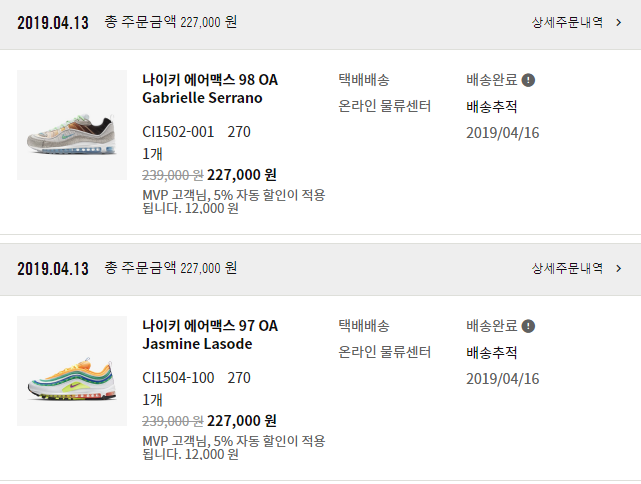 2019.04.13 총 주문금액 227,000 원 상세주문내역 >
나이키 에어맥스 98 OA
Gabrielle Serrano
CI1502-001 270
1개
239,000 원 227,000 원
MVP 고객님, 5% 자동 할인이 적용
됩니다. 12,000 원
택배배송
온라인 물류센터
배송완료 !
배송추적
2019/04/16
2019.04.13 총 주문금액 227,000 원 상세주문내역 >
나이키 에어맥스 97 OA
Jasmine Lasode
CI1504-100 270
1개
239,000 원 227,000 원
MVP 고객님, 5% 자동 할인이 적용
됩니다. 12,000 원
택배배송
온라인 물류센터
배송완료 !
배송추적
2019/04/16